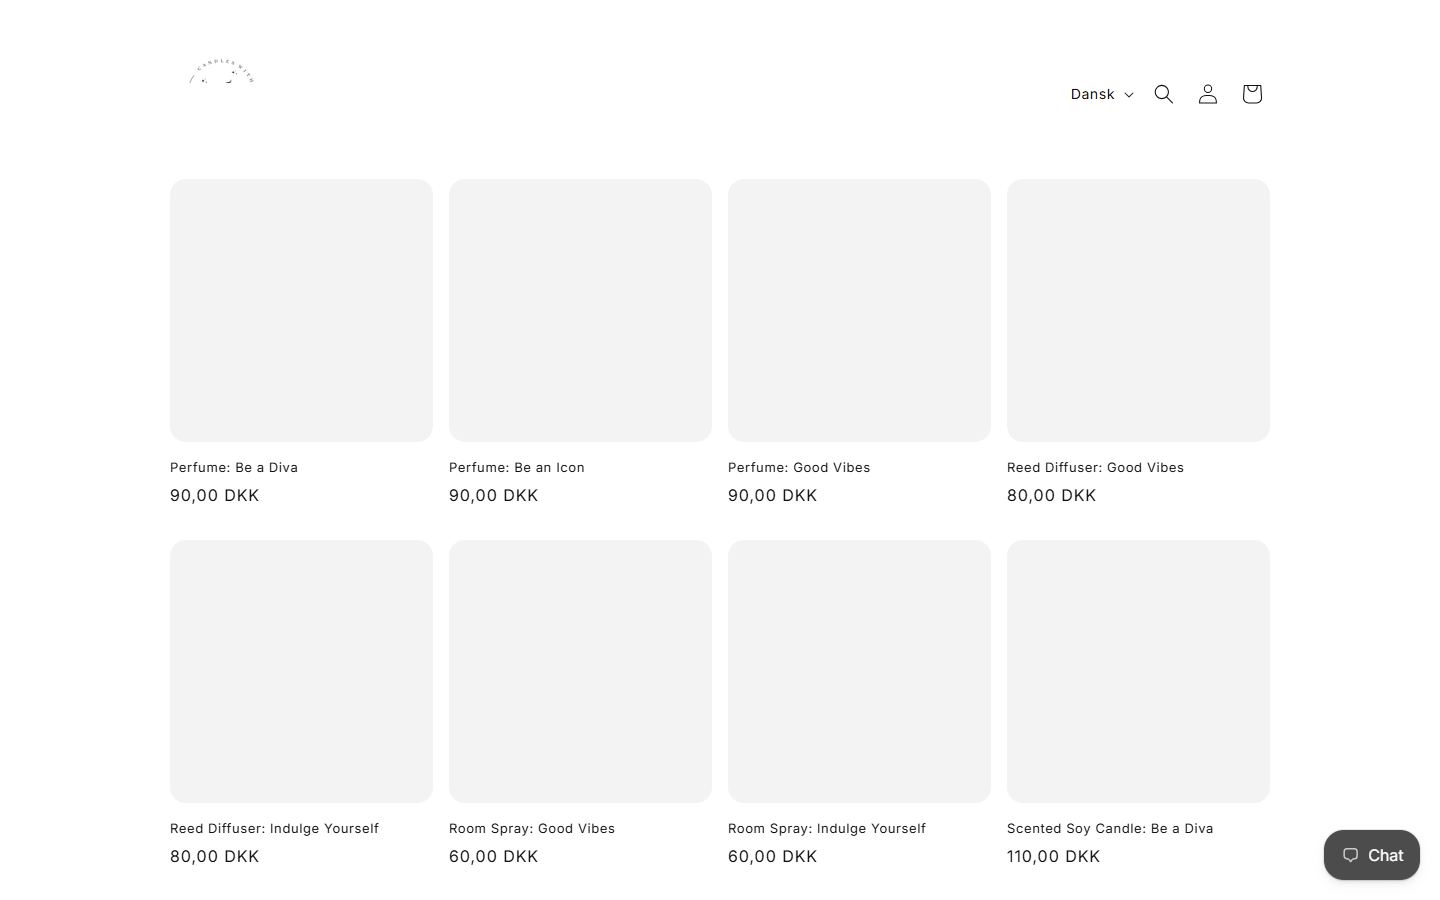 CANDLES WITH
Dansk
Perfume: Be a Diva
90,00 DKK
Perfume: Be an Icon
90,00 DKK
Perfume: Good Vibes
90,00 DKK
Reed Diffuser: Good Vibes
80,00 DKK
Reed Diffuser: Indulge Yourself
80,00 DKK
Room Spray: Good Vibes
60,00 DKK
Room Spray: Indulge Yourself
60,00 DKK
Scented Soy Candle: Be a Diva
110,00 DKK
Chat